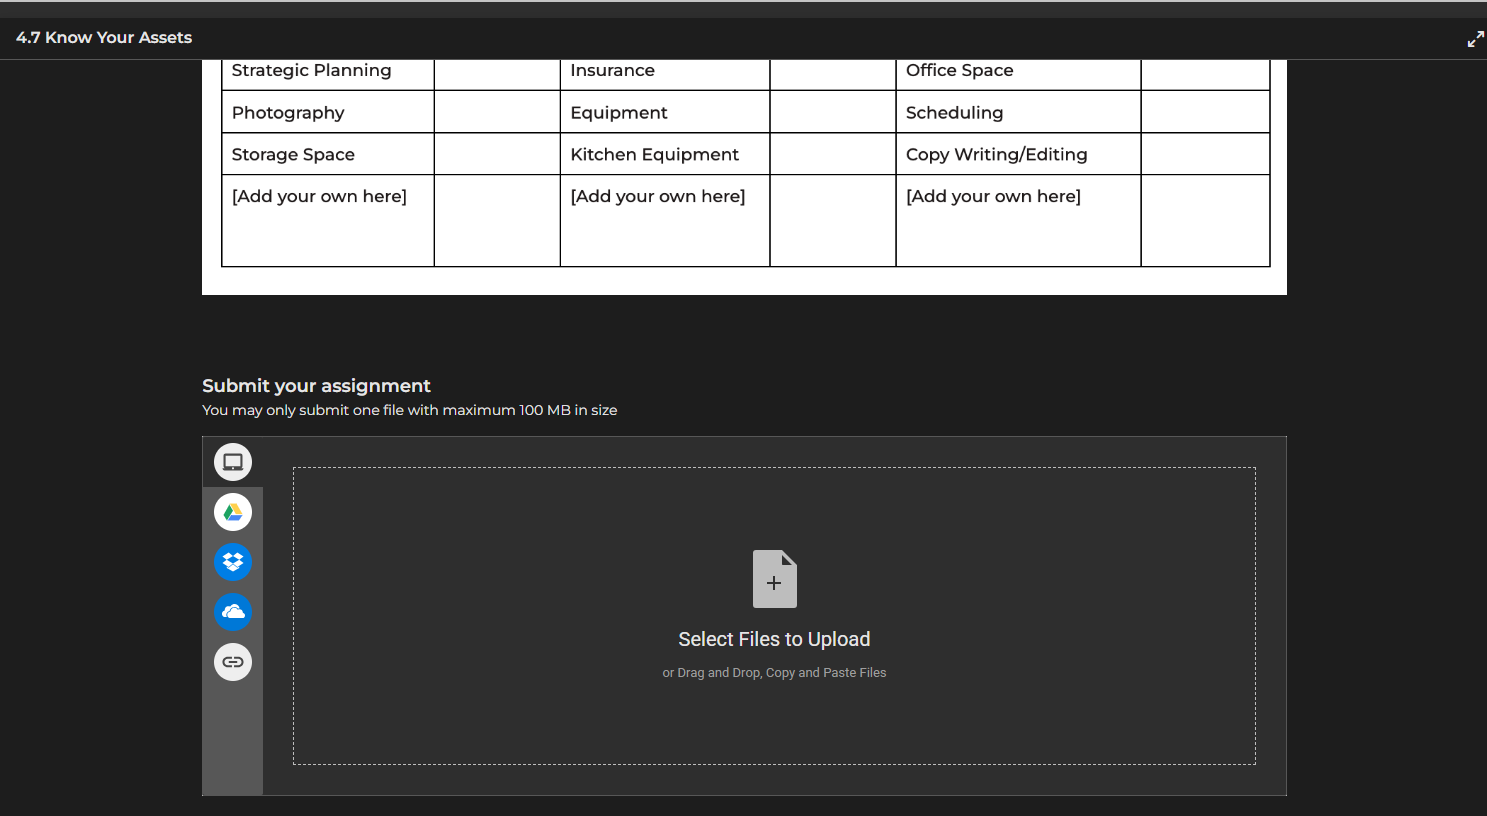 4.7 Know Your Assets
Strategic Planning Insurance Office Space
Photography Equipment Scheduling
Storage Space Kitchen Equipment Copy Writing/Editing
[Add your own here] [Add your own here] [Add your own here]
Submit your assignment
You may only submit one file with maximum 100 MB in size
Select Files to Upload
or Drag and Drop, Copy and Paste Files